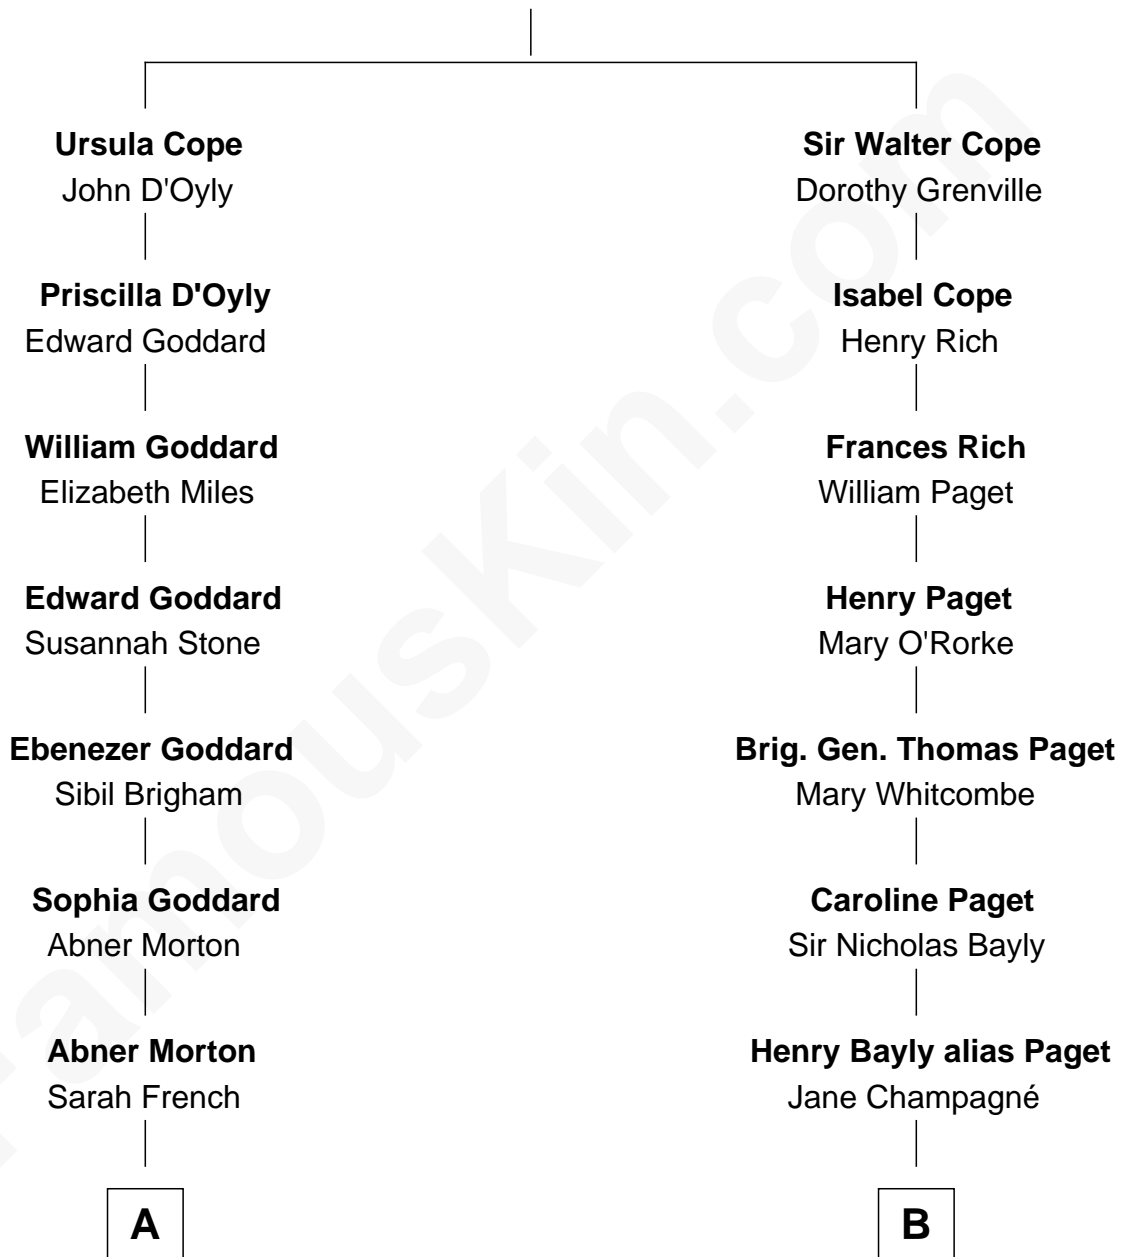 Ursula Cope
John D'Oyly
Priscilla D'Oyly
Edward Goddard
William Goddard
Elizabeth Miles
Edward Goddard
Susannah Stone
Ebenezer Goddard
Sibil Brigham
Sophia Goddard
Abner Morton
Abner Morton
Sarah French
A
Sir Walter Cope
Dorothy Grenville
Isabel Cope
Henry Rich
Frances Rich
William Paget
Henry Paget
Mary O'Rorke
Brig. Gen. Thomas Paget
Mary Whitcombe
Caroline Paget
Sir Nicholas Bayly
Henry Bayly alias Paget
Jane Champagné
B
FamousKin.com